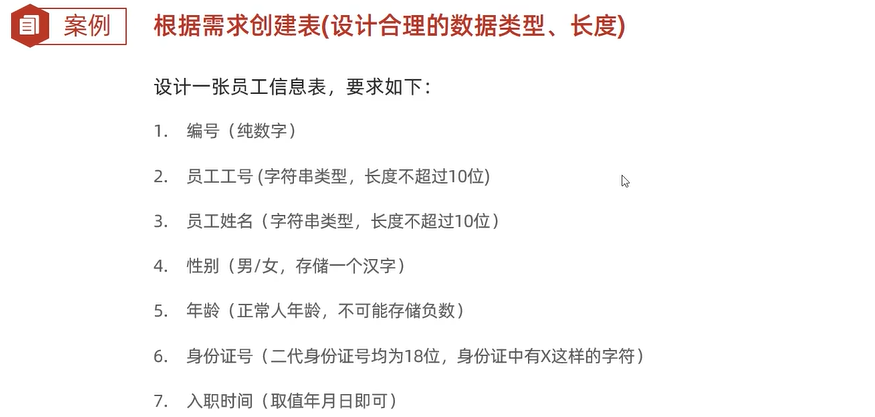 案例
根据需求创建表(设计合理的数据类型、长度)
设计一张员工信息表，要求如下：
1. 编号（纯数字）
2. 员工工号 (字符串类型，长度不超过10位)
3. 员工姓名（字符串类型，长度不超过10位）
4. 性别（男/女，存储一个汉字）
5. 年龄（正常人年龄，不可能存储负数）
6. 身份证号（二代身份证号均为18位，身份证中有X这样的字符）
7. 入职时间（取值年月日即可）